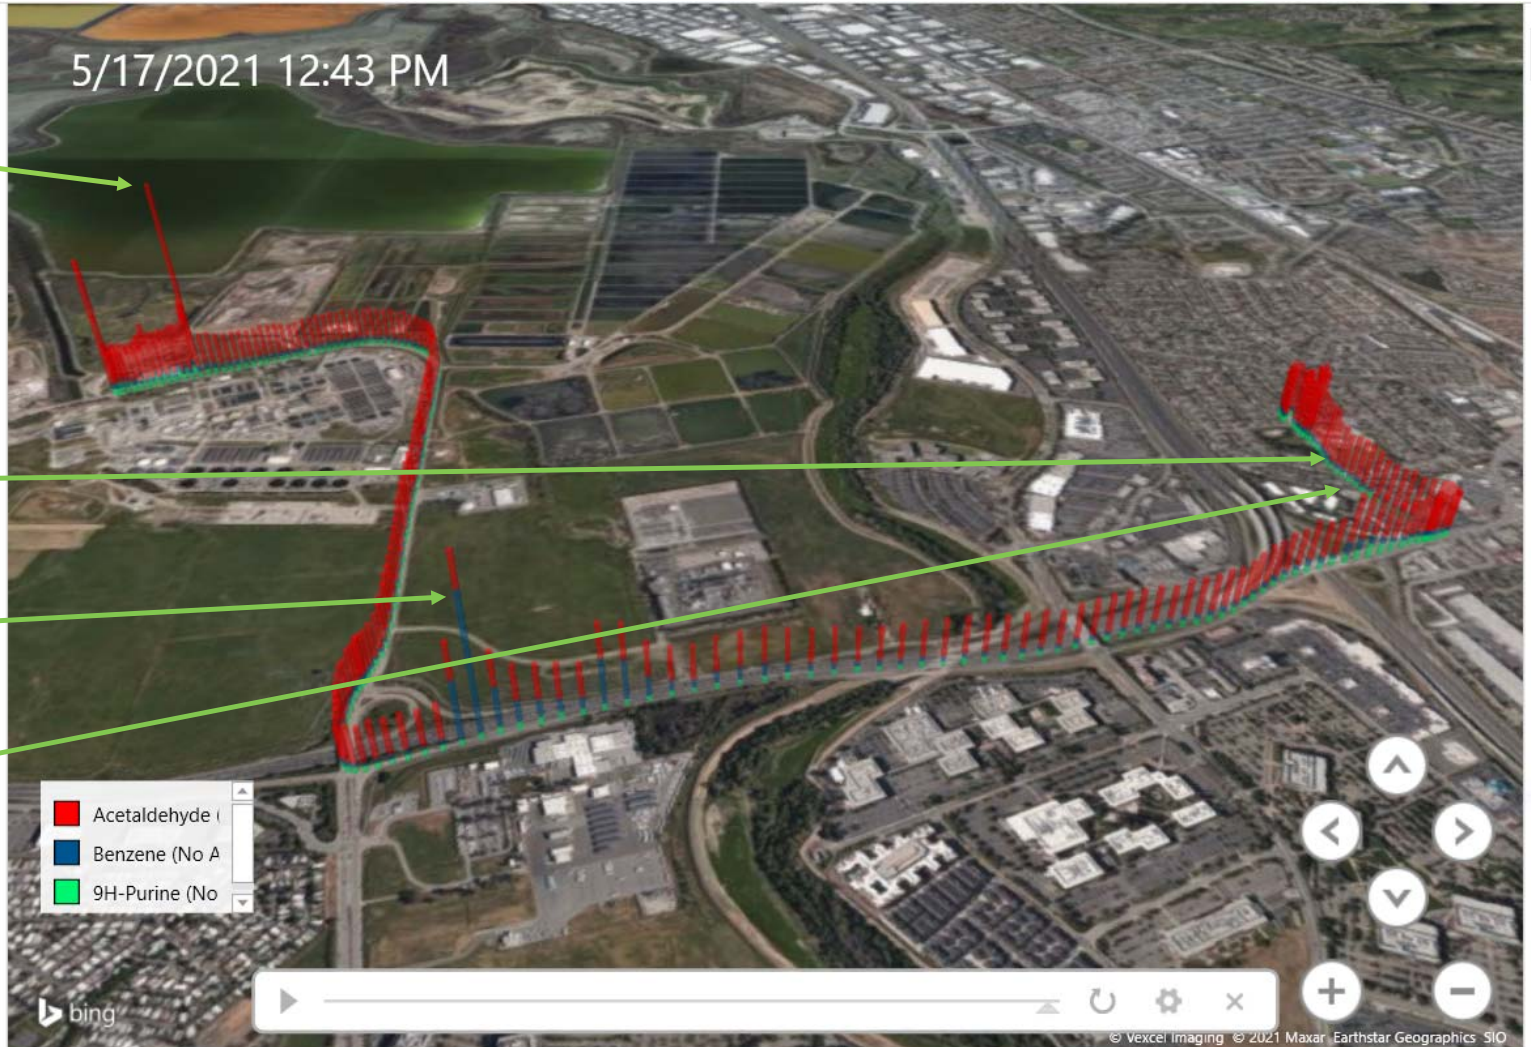 5/17/2021 12:43 PM
Acetaldehyde (
Benzene (No A
9H-Purine (No
bing
© Vexcel Imaging © 2021 Maxar Earthstar Geographics SIO